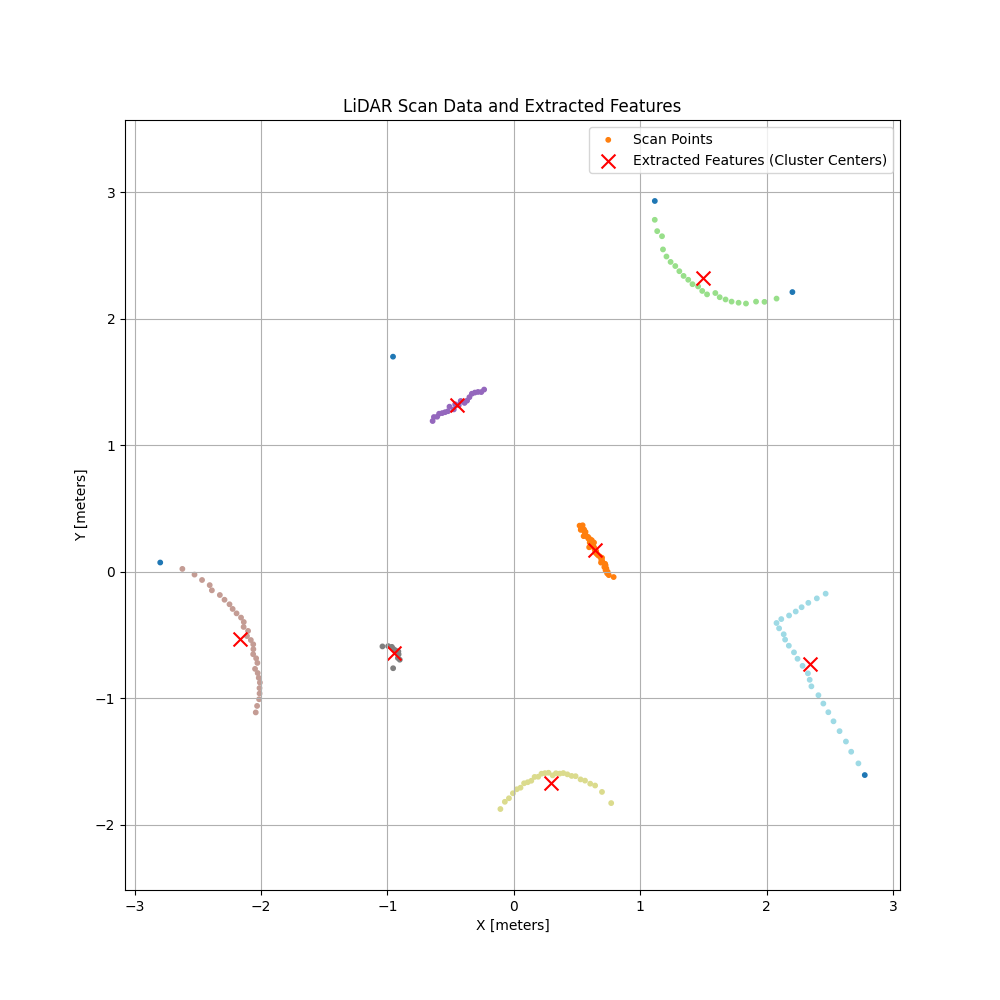 LiDAR Scan Data and Extracted Features
Scan Points
Extracted Features (Cluster Centers)
3
2
1
0
−1
−2
Y [meters]
−3
−2
−1
0
1
2
3
X [meters]